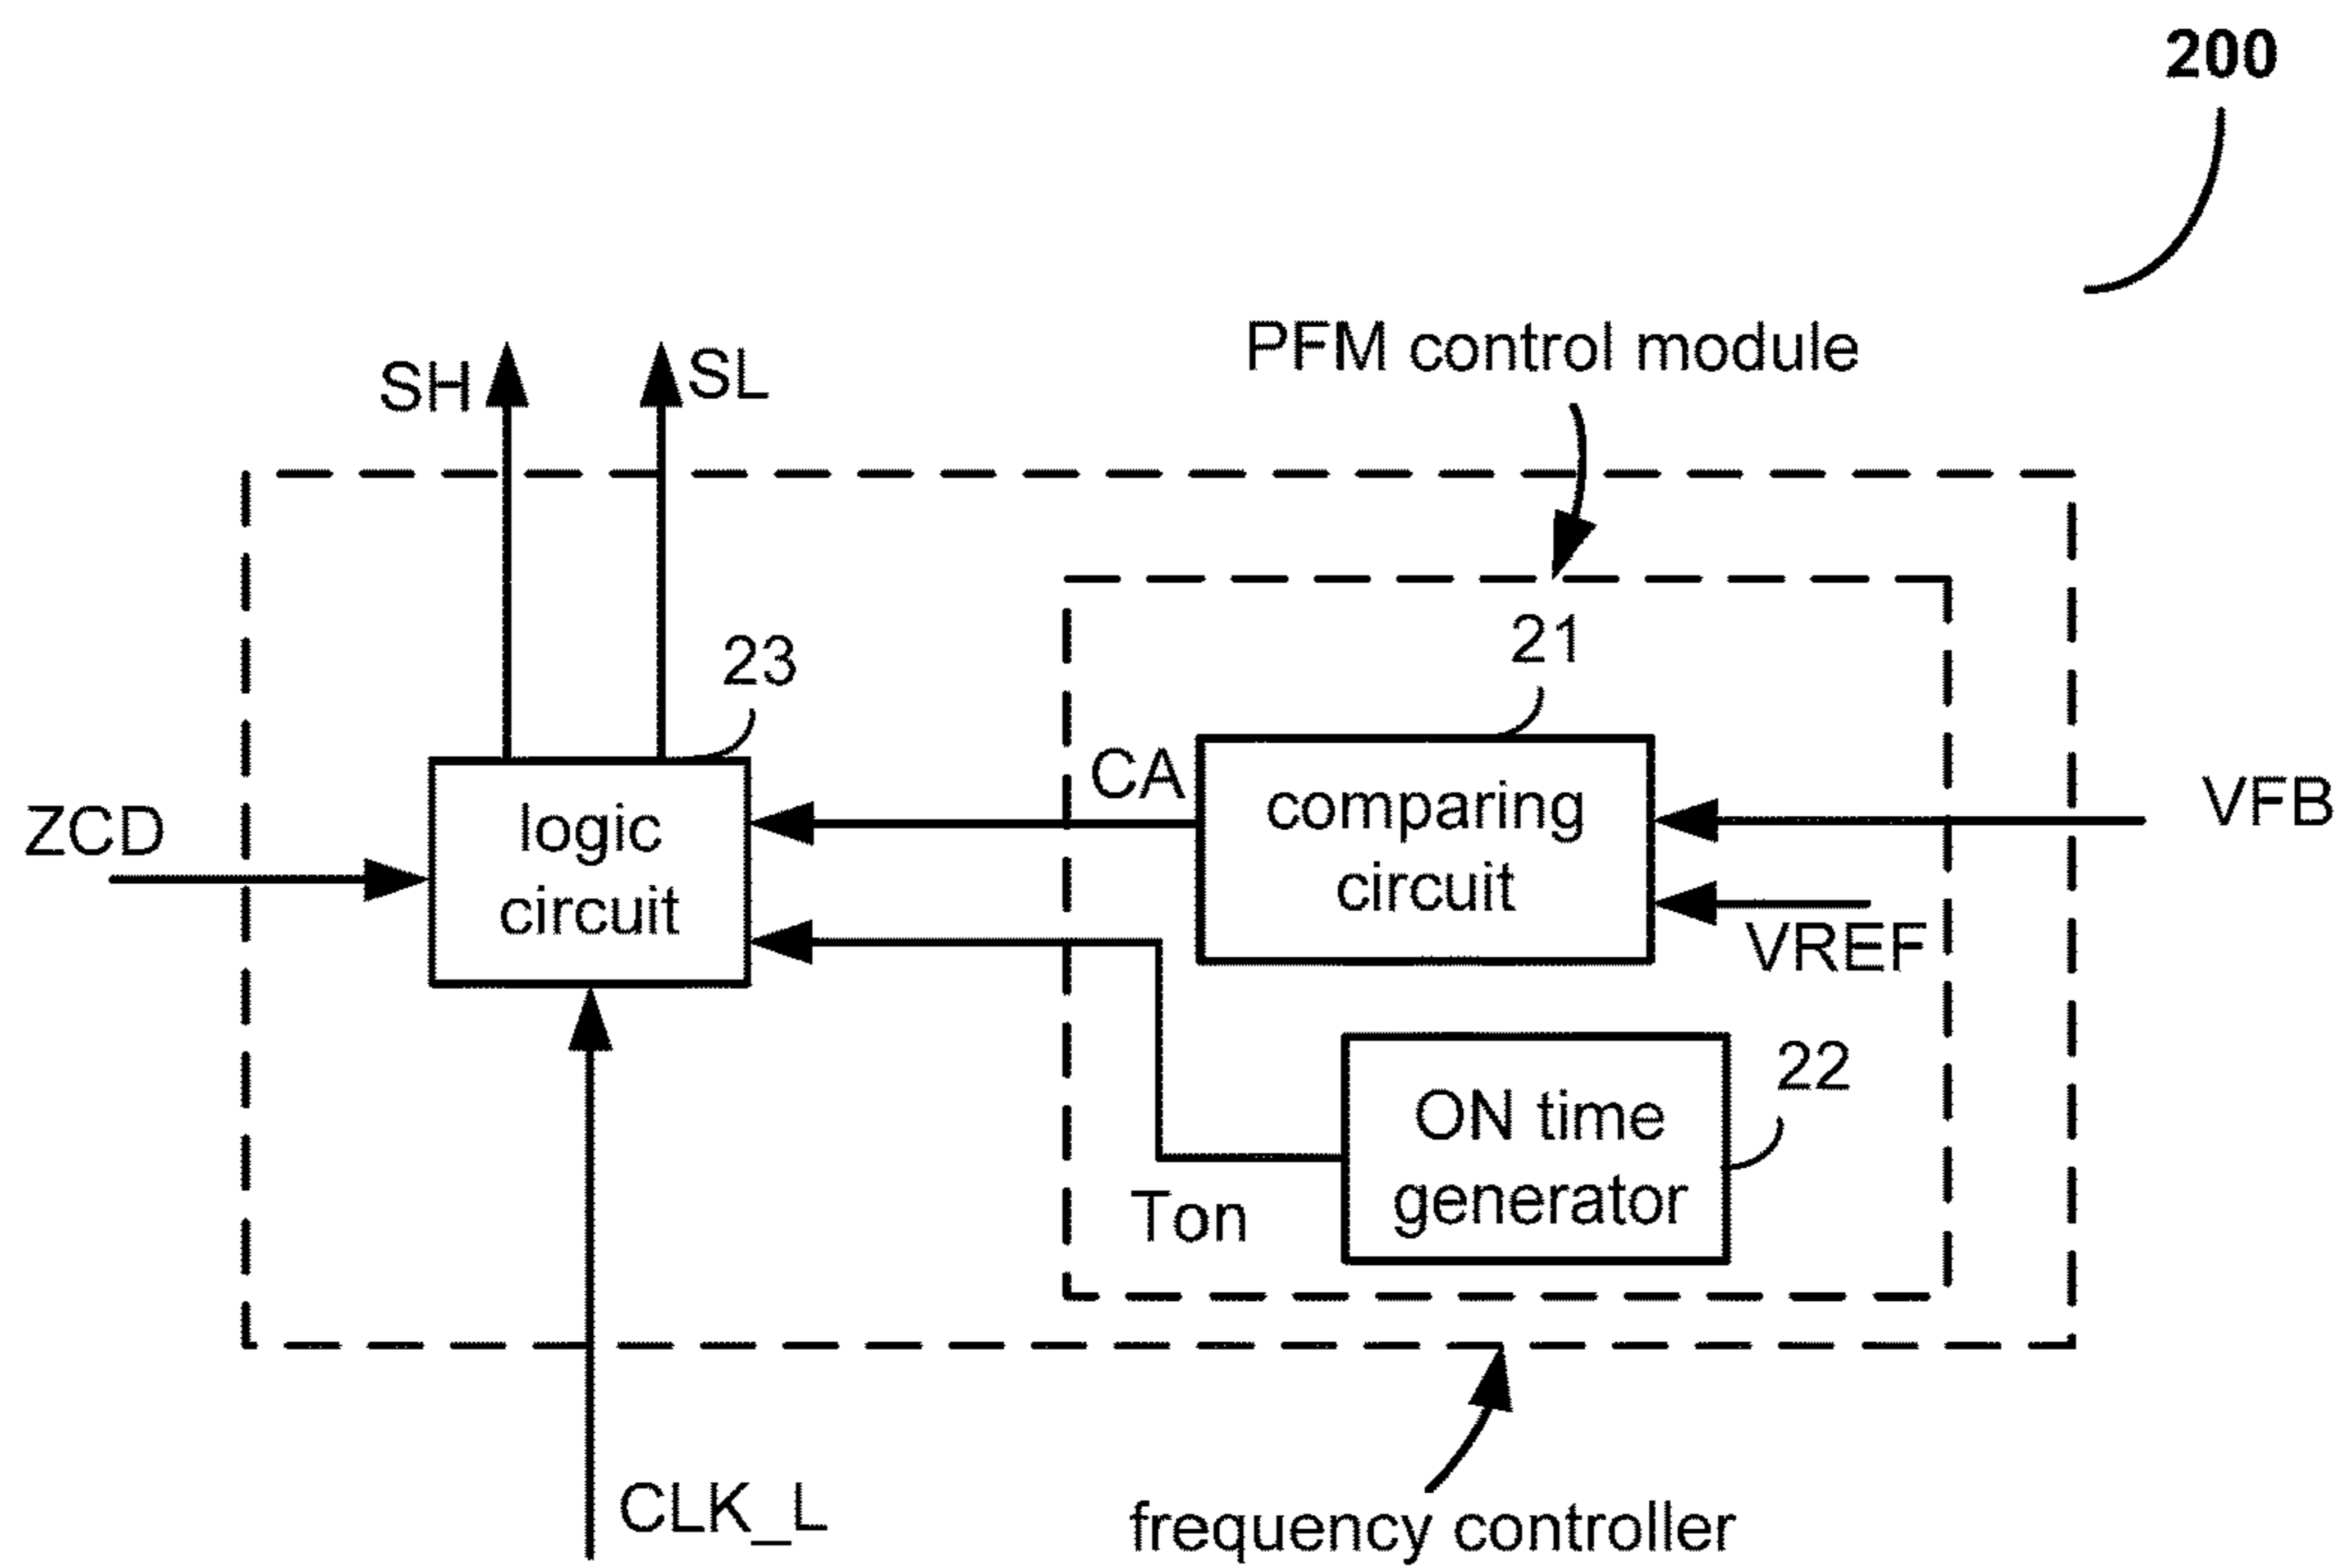 200
PFM control module
SH
SL
21
23
CA
comparing
circuit
VFB
ZCD
logic
circuit
VREF
22
ON time
generator
Ton
CLK_L
frequency controller